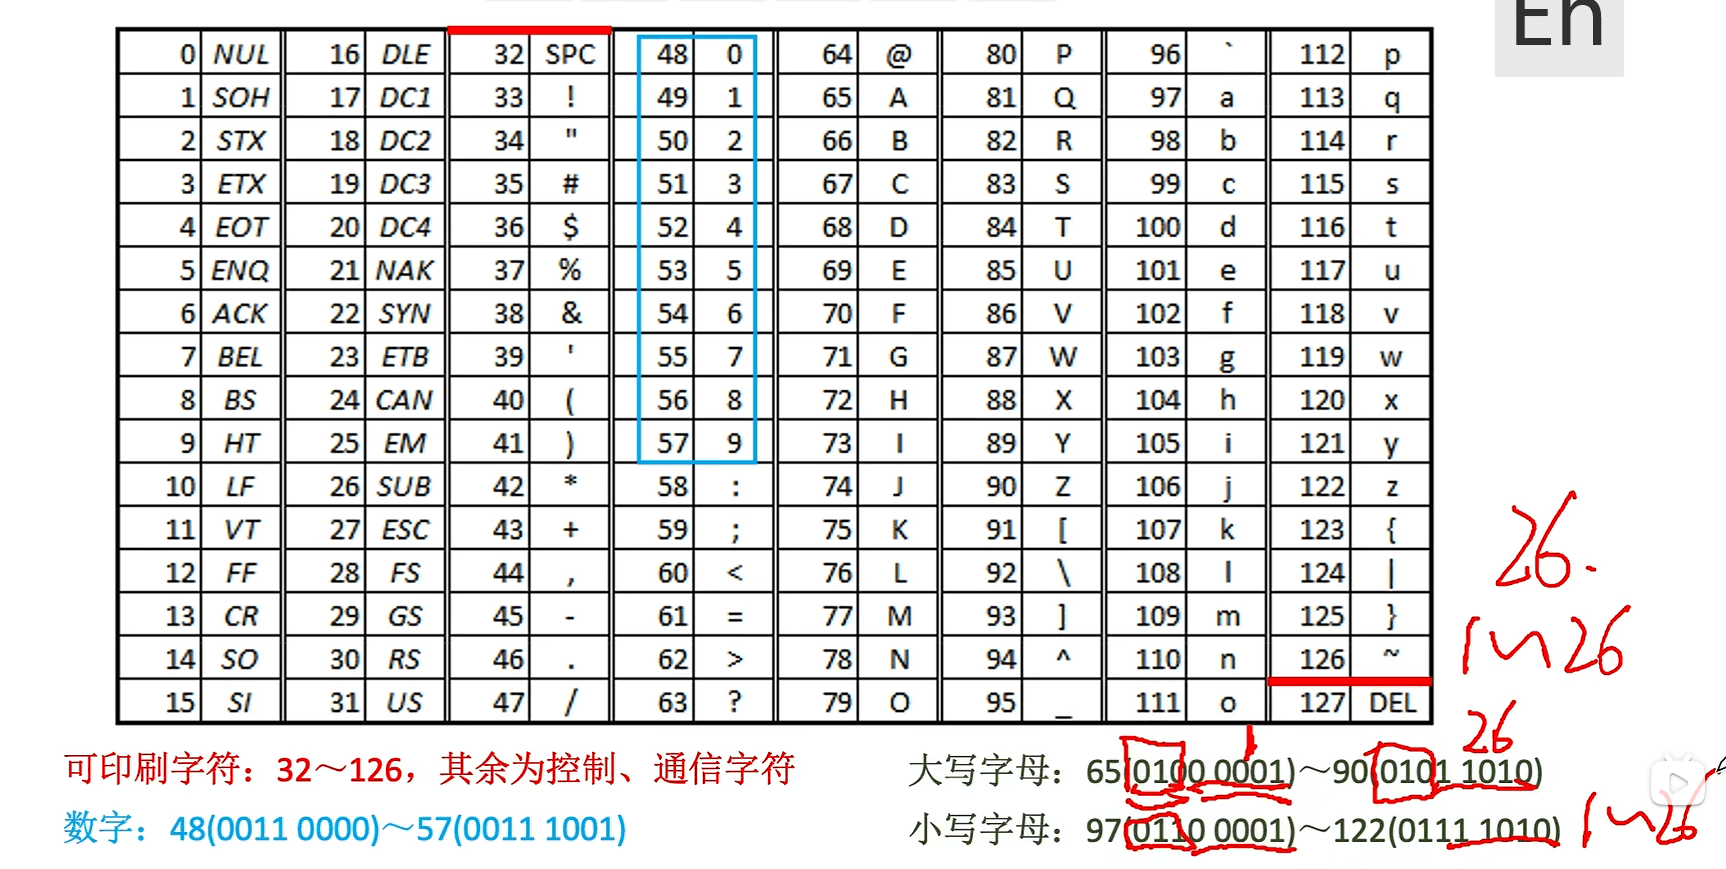 En
0 NUL 16 DLE 32 SPC 48 0 64 @ 80 P 96 ` 112 p
1 SOH 17 DC1 33 ! 49 1 65 A 81 Q 97 a 113 q
2 STX 18 DC2 34 " 50 2 66 B 82 R 98 b 114 r
3 ETX 19 DC3 35 # 51 3 67 C 83 S 99 c 115 s
4 EOT 20 DC4 36 $ 52 4 68 D 84 T 100 d 116 t
5 ENQ 21 NAK 37 % 53 5 69 E 85 U 101 e 117 u
6 ACK 22 SYN 38 & 54 6 70 F 86 V 102 f 118 v
7 BEL 23 ETB 39 ' 55 7 71 G 87 W 103 g 119 w
8 BS 24 CAN 40 ( 56 8 72 H 88 X 104 h 120 x
9 HT 25 EM 41 ) 57 9 73 I 89 Y 105 i 121 y
10 LF 26 SUB 42 * 58 : 74 J 90 Z 106 j 122 z
11 VT 27 ESC 43 + 59 ; 75 K 91 [ 107 k 123 {
12 FF 28 FS 44 , 60 < 76 L 92 \ 108 l 124 |
13 CR 29 GS 45 - 61 = 77 M 93 ] 109 m 125 }
14 SO 30 RS 46 . 62 > 78 N 94 ^ 110 n 126 ~
15 SI 31 US 47 / 63 ? 79 O 95 _ 111 o 127 DEL
26.
1~26
1 26
可印刷字符：32～126，其余为控制、通信字符
大写字母：65(0100 0001)～90(0101 1010)
数字：48(0011 0000)～57(0011 1001)
小写字母：97(0110 0001)～122(0111 1010)
1~26